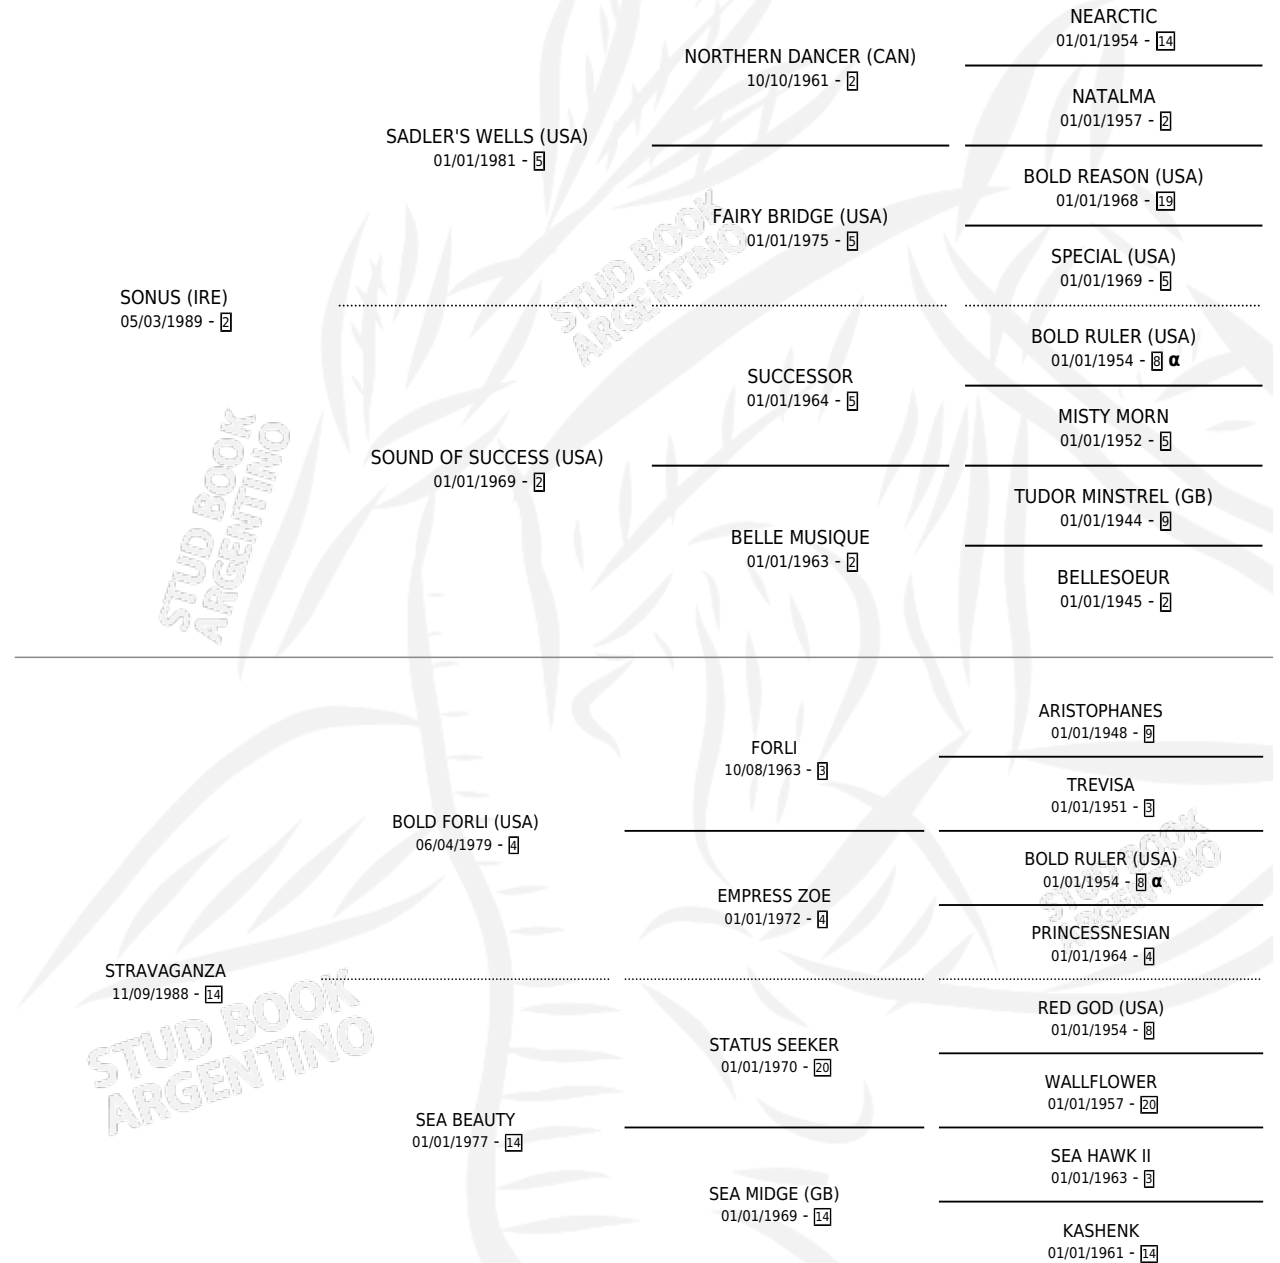 NEARCTIC
01/01/1954 - 14
NORTHERN DANCER (CAN)
10/10/1961 - 2
NATALMA
01/01/1957 - 2
SADLER'S WELLS (USA)
01/01/1981 - 5
BOLD REASON (USA)
01/01/1968 - 19
FAIRY BRIDGE (USA)
01/01/1975 - 5
SPECIAL (USA)
01/01/1969 - 5
STUD BOOK
ARGENTINO
SONUS (IRE)
05/03/1989 - 2
BOLD RULER (USA)
01/01/1954 - 8 α
SUCCESSOR
01/01/1964 - 5
MISTY MORN
01/01/1952 - 5
SOUND OF SUCCESS (USA)
01/01/1969 - 2
TUDOR MINSTREL (GB)
01/01/1944 - 9
BELLE MUSIQUE
01/01/1963 - 2
BELLESOEUR
01/01/1945 - 2
STUD BOOK
ARGENTINO
ARISTOPHANES
01/01/1948 - 9
FORLI
10/08/1963 - 3
TREVISA
01/01/1951 - 3
BOLD FORLI (USA)
06/04/1979 - 4
BOLD RULER (USA)
01/01/1954 - 8 α
STUD BOOK
ARGENTINO
EMPRESS ZOE
01/01/1972 - 4
PRINCESSNESIAN
01/01/1964 - 4
STRAVAGANZA
11/09/1988 - 14
RED GOD (USA)
01/01/1954 - 8
STATUS SEEKER
01/01/1970 - 20
WALLFLOWER
01/01/1957 - 20
STUD BOOK
ARGENTINO
SEA BEAUTY
01/01/1977 - 14
SEA HAWK II
01/01/1963 - 3
SEA MIDGE (GB)
01/01/1969 - 14
KASHENK
01/01/1961 - 14